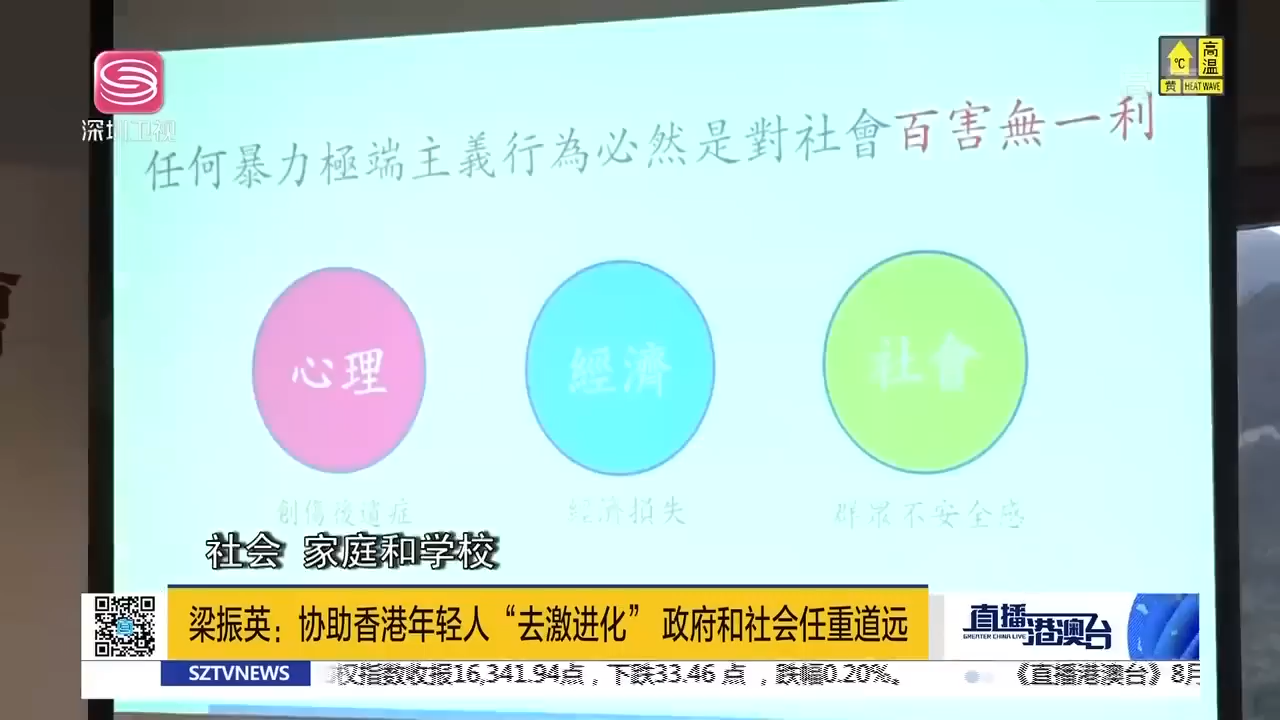 高温
℃
黄 HEAT WAVE
深圳卫视
任何暴力極端主義行為必然是對社會百害無一利
心理
經濟
社會
創傷後遺症
經濟損失
群眾不安全感
社会 家庭和学校
梁振英：协助香港年轻人“去激进化” 政府和社会任重道远
直播港澳台
GREATER CHINA LIVE
SZTVNEWS
权指数收报16,341.94点，下跌33.46 点 ，跌幅0.20%。
《直播港澳台》8月